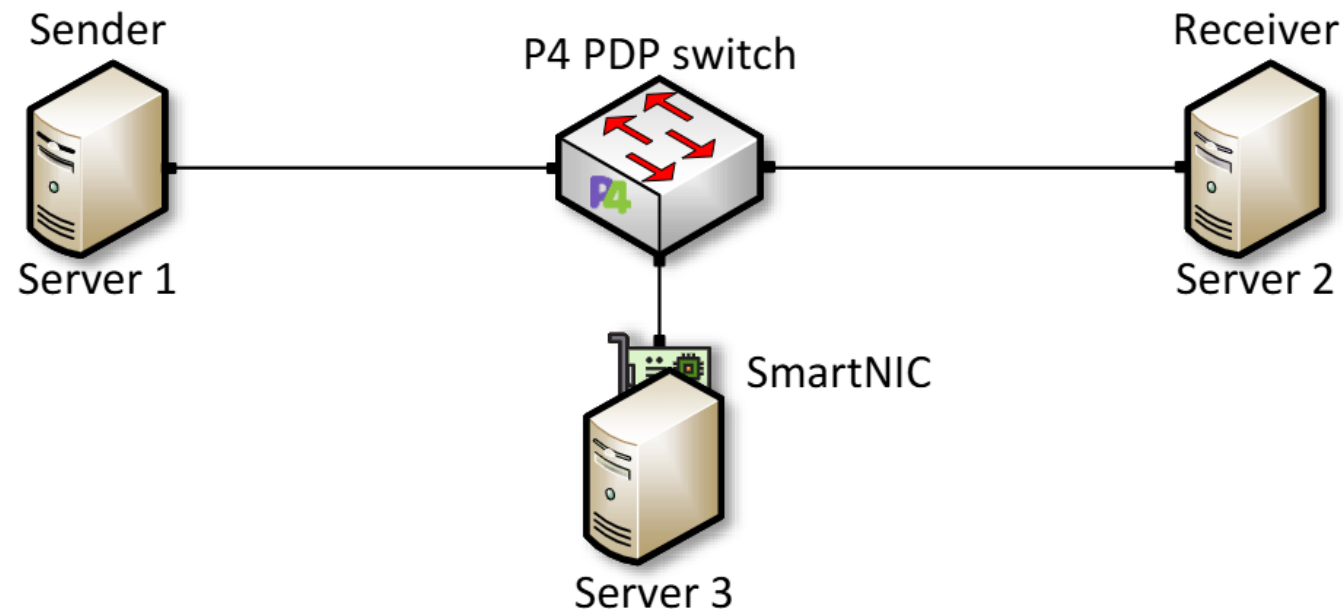 Sender
P4 PDP switch
Receiver
P4
Server 1
Server 2
SmartNIC
Server 3